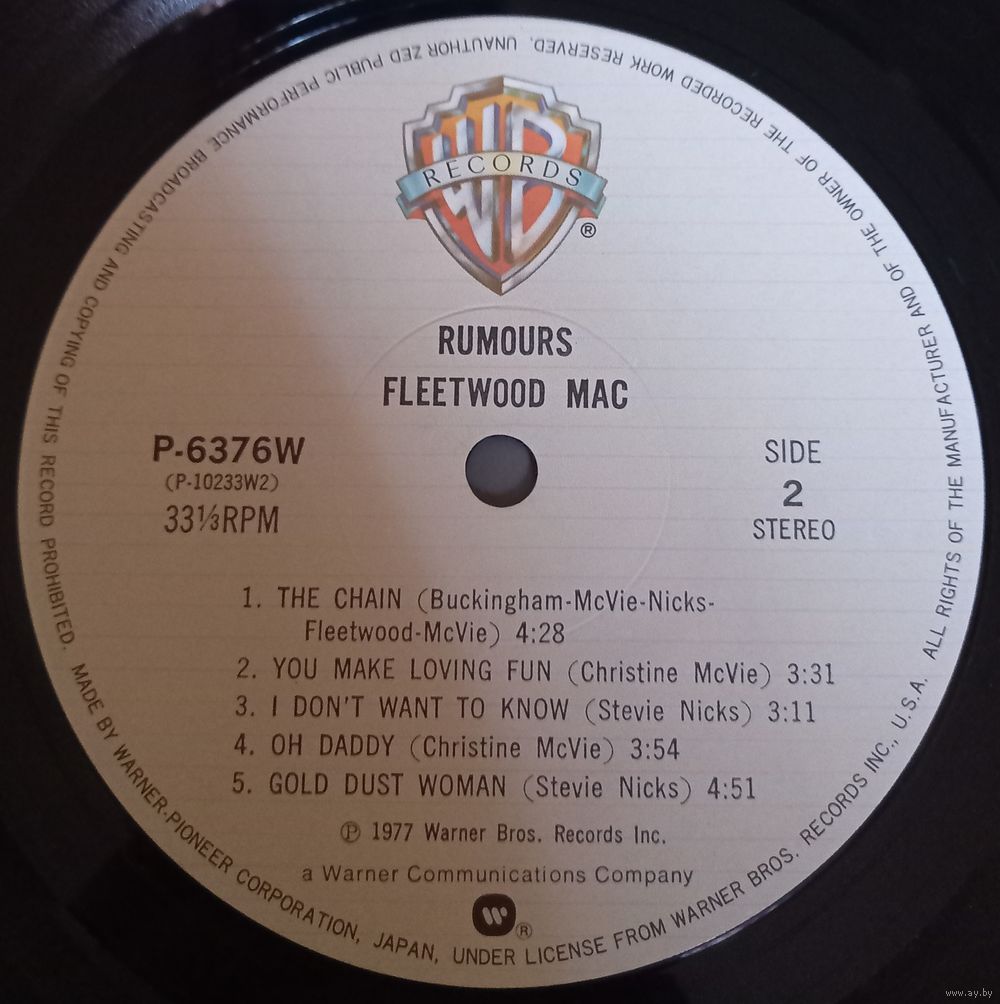 WB
RECORDS
®
RUMOURS
FLEETWOOD MAC
P-6376W
(P-10233W2)
33⅓RPM
SIDE
2
STEREO
1. THE CHAIN (Buckingham-McVie-Nicks-
Fleetwood-McVie) 4:28
2. YOU MAKE LOVING FUN (Christine McVie) 3:31
3. I DON'T WANT TO KNOW (Stevie Nicks) 3:11
4. OH DADDY (Christine McVie) 3:54
5. GOLD DUST WOMAN (Stevie Nicks) 4:51
℗ 1977 Warner Bros. Records Inc.
a Warner Communications Company
®
MADE BY WARNER-PIONEER CORPORATION, JAPAN, UNDER LICENSE FROM WARNER BROS. RECORDS INC., U.S.A. ALL RIGHTS OF THE MANUFACTURER AND OF THE OWNER OF THE RECORDED WORK RESERVED. UNAUTHOR ZED PUBLIC PERFORMANCE BROADCASTING AND COPYING OF THIS RECORD PROHIBITED.
www.ay.by